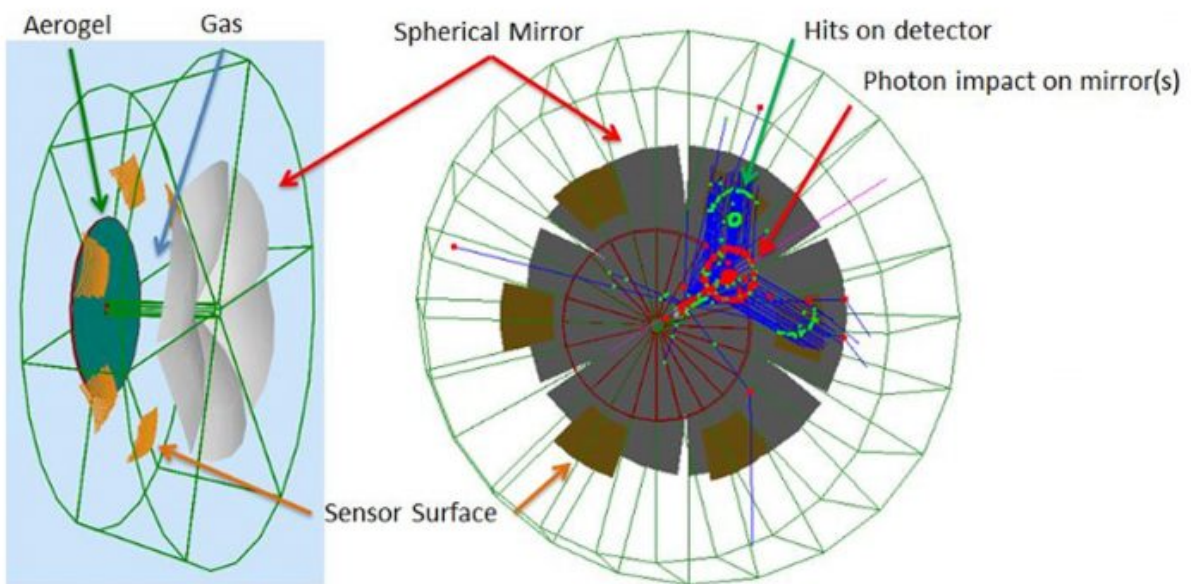 Aerogel
Gas
Spherical Mirror
Hits on detector
Photon impact on mirror(s)
Sensor Surface